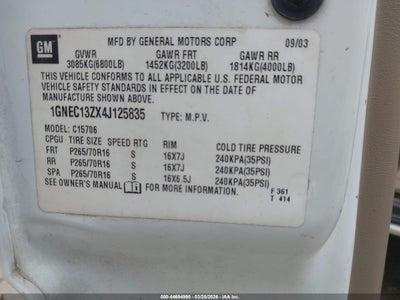 GM
MFD BY GENERAL MOTORS CORP 09/03
GVWR GAWR FRT GAWR RR
3085KG(6800LB) 1452KG(3200LB) 1814KG(4000LB)
THIS VEHICLE CONFORMS TO ALL APPLICABLE U.S. FEDERAL MOTOR
VEHICLE SAFETY STANDARDS IN EFFECT ON THE DATE OF
MANUFACTURE SHOWN ABOVE.
1GNEC13ZX4J125835 TYPE: M.P.V.
MODEL: C15706
CPGJ TIRE SIZE SPEED RTG RIM COLD TIRE PRESSURE
FRT P265/70R16 S 16X7J 240KPA(35PSI)
RR P265/70R16 S 16X7J 240KPA(35PSI)
SPA P265/70R16 S 16X6.5J 240KPA(35PSI)
SEE OWNER'S MANUAL FOR MORE INFORMATION.
F 361
T 414
600-44694990 | 03/28/2026 | IAA, Inc.